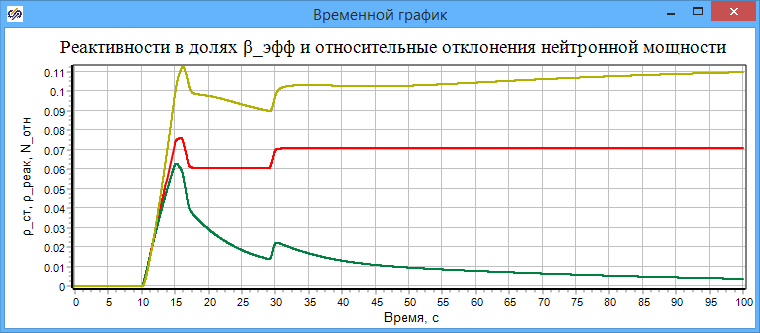 Временной график
Реактивности в долях β_эфф и относительные отклонения нейтронной мощности
ρ_ст, ρ_реак, N_отн
0.11
0.1
0.09
0.08
0.07
0.06
0.05
0.04
0.03
0.02
0.01
0
0 5 10 15 20 25 30 35 40 45 50 55 60 65 70 75 80 85 90 95 100
Время, с